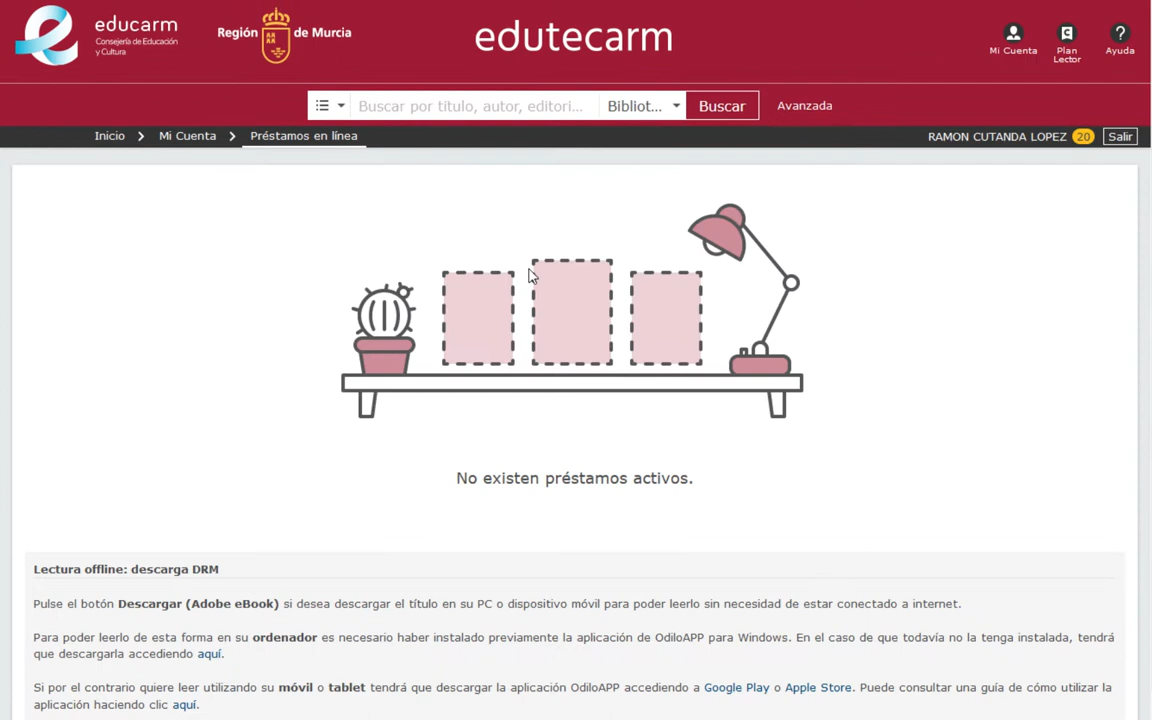 educarm
Consejería de Educación
y Cultura
Región de Murcia
edutecarm
Mi Cuenta
Plan
Lector
Ayuda
Buscar por título, autor, editori...
Bibliot...
Buscar
Avanzada
Inicio
Mi Cuenta
Préstamos en línea
RAMON CUTANDA LOPEZ 20 Salir
No existen préstamos activos.
Lectura offline: descarga DRM
Pulse el botón Descargar (Adobe eBook) si desea descargar el título en su PC o dispositivo móvil para poder leerlo sin necesidad de estar conectado a internet.
Para poder leerlo de esta forma en su ordenador es necesario haber instalado previamente la aplicación de OdiloAPP para Windows. En el caso de que todavía no la tenga instalada, tendrá
que descargarla accediendo aquí.
Si por el contrario quiere leer utilizando su móvil o tablet tendrá que descargar la aplicación OdiloAPP accediendo a Google Play o Apple Store. Puede consultar una guía de cómo utilizar la
aplicación haciendo clic aquí.